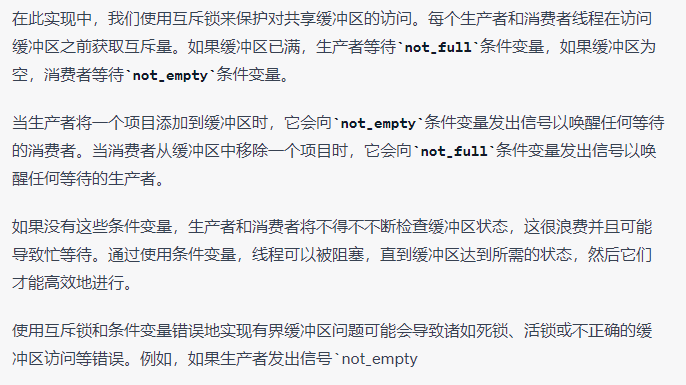 在此实现中，我们使用互斥锁来保护对共享缓冲区的访问。每个生产者和消费者线程在访问
缓冲区之前获取互斥量。如果缓冲区已满，生产者等待`not_full`条件变量，如果缓冲区为
空，消费者等待`not_empty`条件变量。
当生产者将一个项目添加到缓冲区时，它会向`not_empty`条件变量发出信号以唤醒任何等待
的消费者。当消费者从缓冲区中移除一个项目时，它会向`not_full`条件变量发出信号以唤
醒任何等待的生产者。
如果没有这些条件变量，生产者和消费者将不得不不断检查缓冲区状态，这很浪费并且可能
导致忙等待。通过使用条件变量，线程可以被阻塞，直到缓冲区达到所需的状态，然后它们
才能高效地进行。
使用互斥锁和条件变量错误地实现有界缓冲区问题可能会导致诸如死锁、活锁或不正确的缓
冲区访问等错误。例如，如果生产者发出信号`not_empty